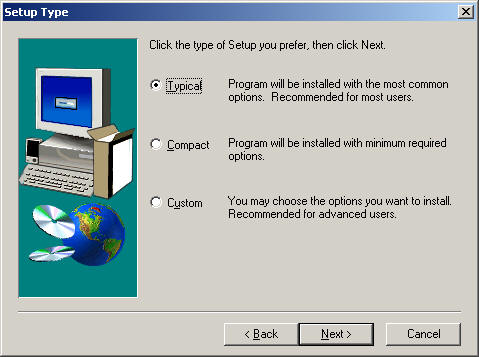 Setup Type
Click the type of Setup you prefer, then click Next.
Typical
Program will be installed with the most common
options.  Recommended for most users.
Compact
Program will be installed with minimum required
options.
Custom
You may choose the options you want to install.
Recommended for advanced users.
< Back
Next >
Cancel